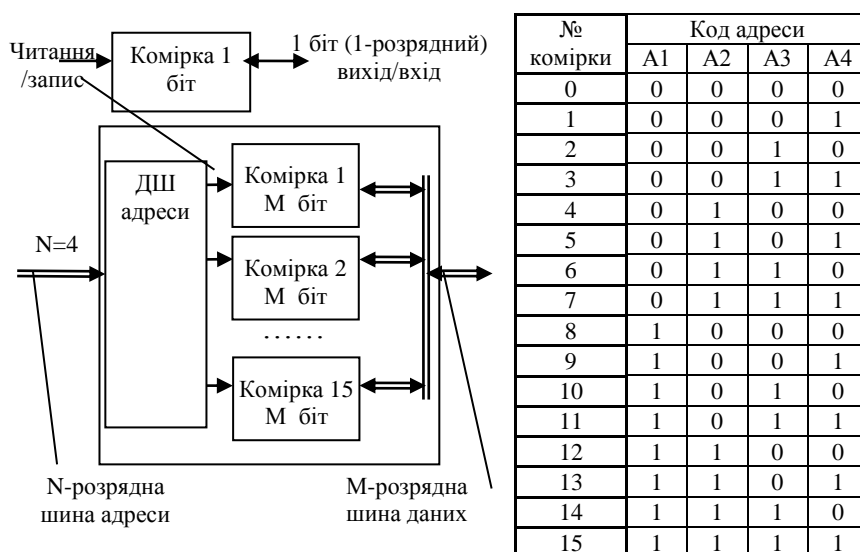 Читання
/запис
Комірка 1
біт
1 біт (1-розрядний)
вихід/вхід
ДШ
адреси
N=4
Комірка 1
М біт
Комірка 2
М біт
. . . . . .
Комірка 15
М біт
N-розрядна
шина адреси
М-розрядна
шина даних
№ комірки Код адреси
А1 А2 А3 А4
0 0 0 0 0
1 0 0 0 1
2 0 0 1 0
3 0 0 1 1
4 0 1 0 0
5 0 1 0 1
6 0 1 1 0
7 0 1 1 1
8 1 0 0 0
9 1 0 0 1
10 1 0 1 0
11 1 0 1 1
12 1 1 0 0
13 1 1 0 1
14 1 1 1 0
15 1 1 1 1